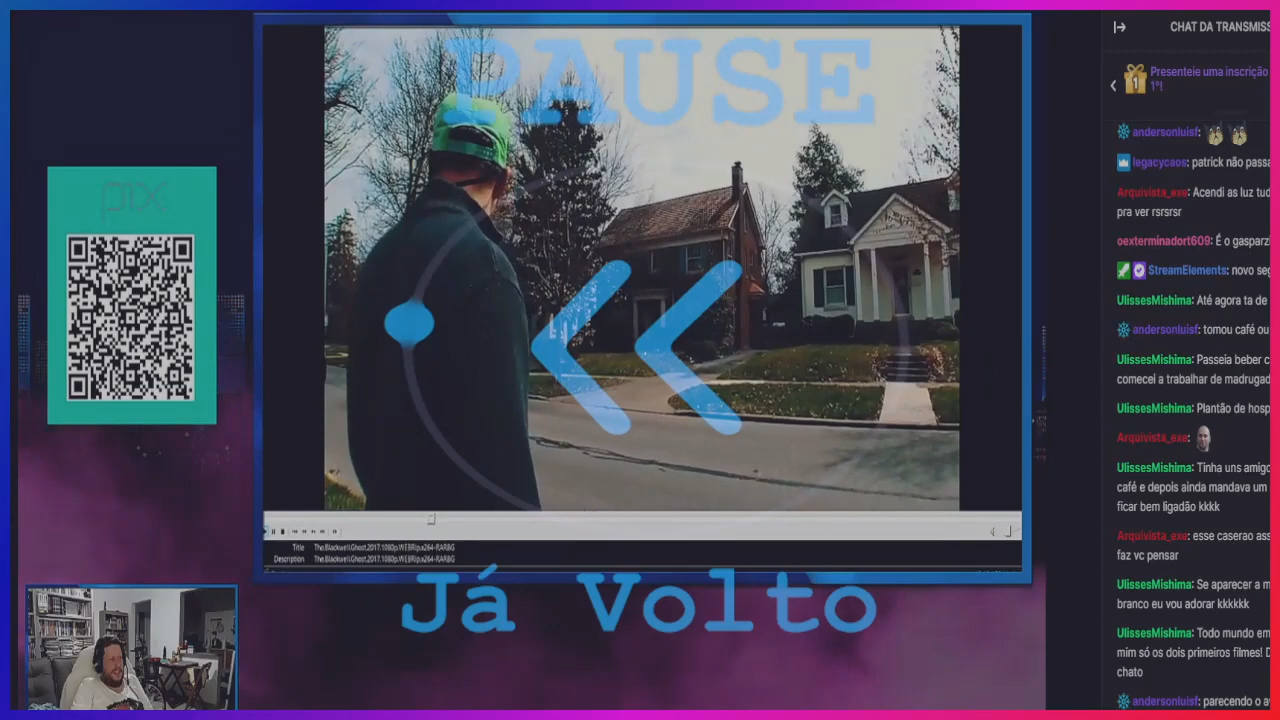 PAUSE
pix
Title The.Blackwell.Ghost.2017.1080p.WEBRip.x264-RARBG
Description The.Blackwell.Ghost.2017.1080p.WEBRip.x264-RARBG
Já Volto
CHAT DA TRANSMISS
Presenteie uma inscrição
1º!
andersonluisf:
legacycaos: patrick não passa
Arquivista_exe: Acendi as luz tud
pra ver rsrsrsr
oexterminadort609: É o gasparz
StreamElements: novo seg
UlissesMishima: Até agora ta de
andersonluisf: tomou café ou
UlissesMishima: Passeia beber c
comecei a trabalhar de madrugad
UlissesMishima: Plantão de hosp
Arquivista_exe:
UlissesMishima: Tinha uns amigo
café e depois ainda mandava um
ficar bem ligadão kkkk
Arquivista_exe: esse caserao ass
faz vc pensar
UlissesMishima: Se aparecer a m
branco eu vou adorar kkkkkk
UlissesMishima: Todo mundo em
mim só os dois primeiros filmes! D
chato
andersonluisf: parecendo o a